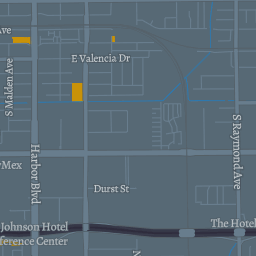 Ave
E Valencia Dr
S Malden Ave
S Raymond Ave
Mex
Harbor Blvd
Durst St
Johnson Hotel
ference Center
The Hotel